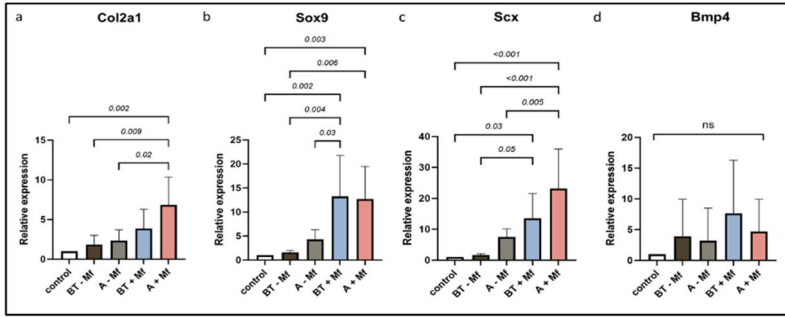 a Col2a1
0.002
0.009
0.02
15
10
5
0
Relative expression
control
BT - Mf
A - Mf
BT + Mf
A + Mf
b Sox9
0.003
0.006
0.002
0.004
0.03
25
20
15
10
5
0
Relative expression
control
BT - Mf
A - Mf
BT + Mf
A + Mf
c Scx
<0.001
<0.001
0.005
0.03
0.05
40
30
20
10
0
Relative expression
control
BT - Mf
A - Mf
BT + Mf
A + Mf
d Bmp4
ns
20
15
10
5
0
Relative expression
control
BT - Mf
A - Mf
BT + Mf
A + Mf